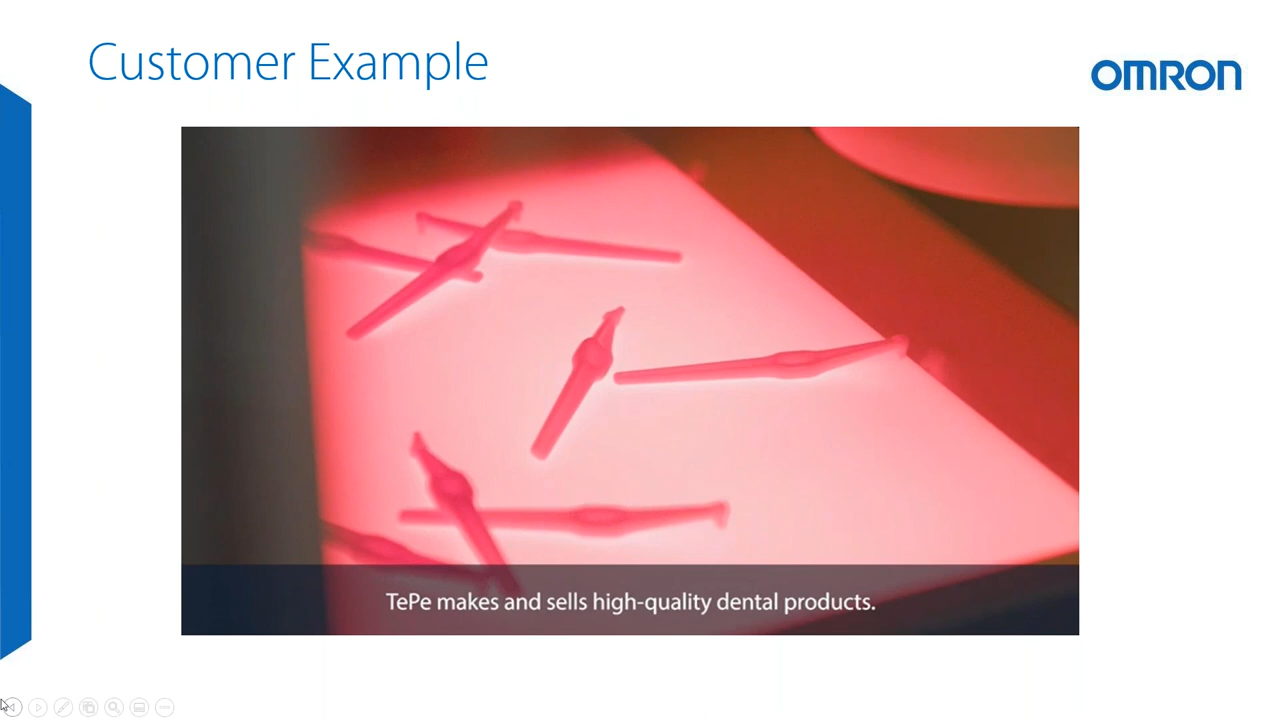 Customer Example
OMRON
TePe makes and sells high-quality dental products.